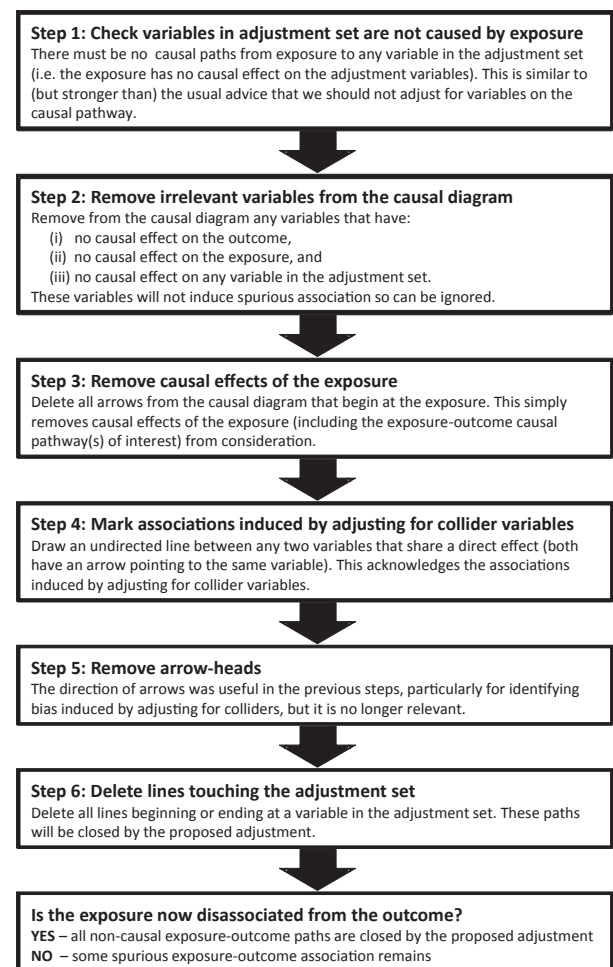 Step 1: Check variables in adjustment set are not caused by exposure
There must be no causal paths from exposure to any variable in the adjustment set
(i.e. the exposure has no causal effect on the adjustment variables). This is similar to
(but stronger than) the usual advice that we should not adjust for variables on the
causal pathway.
Step 2: Remove irrelevant variables from the causal diagram
Remove from the causal diagram any variables that have:
(i) no causal effect on the outcome,
(ii) no causal effect on the exposure, and
(iii) no causal effect on any variable in the adjustment set.
These variables will not induce spurious association so can be ignored.
Step 3: Remove causal effects of the exposure
Delete all arrows from the causal diagram that begin at the exposure. This simply
removes causal effects of the exposure (including the exposure-outcome causal
pathway(s) of interest) from consideration.
Step 4: Mark associations induced by adjusting for collider variables
Draw an undirected line between any two variables that share a direct effect (both
have an arrow pointing to the same variable). This acknowledges the associations
induced by adjusting for collider variables.
Step 5: Remove arrow-heads
The direction of arrows was useful in the previous steps, particularly for identifying
bias induced by adjusting for colliders, but it is no longer relevant.
Step 6: Delete lines touching the adjustment set
Delete all lines beginning or ending at a variable in the adjustment set. These paths
will be closed by the proposed adjustment.
Is the exposure now disassociated from the outcome?
YES – all non-causal exposure-outcome paths are closed by the proposed adjustment
NO – some spurious exposure-outcome association remains